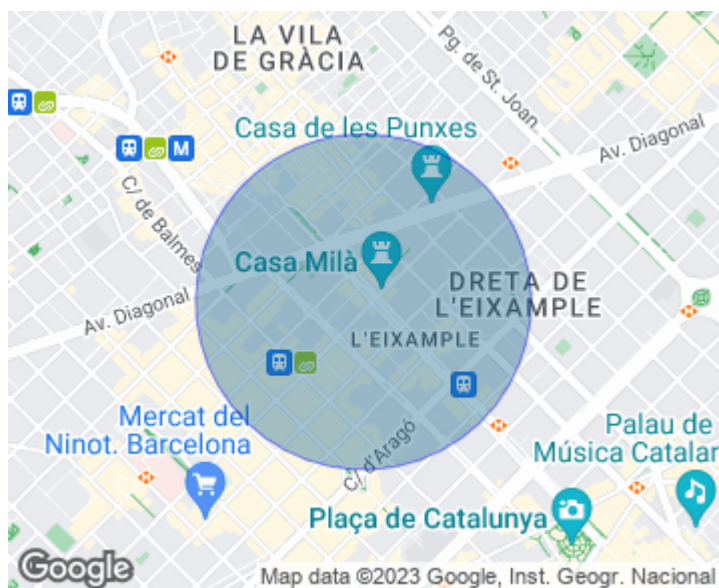 LA VILA
DE GRÀCIA
Pg. de St. Joan
Casa de les Punxes
Av. Diagonal
M
C/ de Balmes
Casa Milà
DRETA DE
L'EIXAMPLE
Av. Diagonal
L'EIXAMPLE
Mercat del
Ninot. Barcelona
C/ d'Aragó
Palau de
Música Catalar
Plaça de Catalunya
Google
Map data ©2023 Google, Inst. Geogr. Nacional